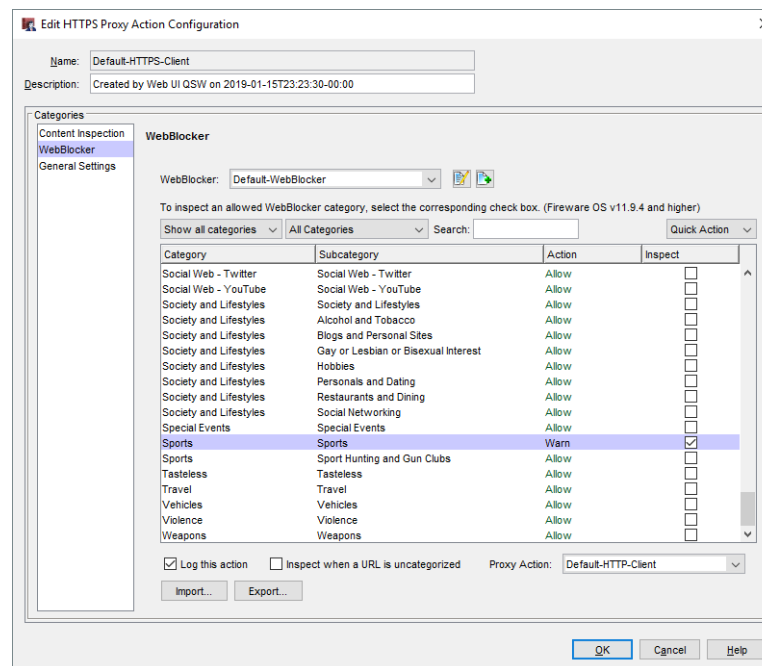 Edit HTTPS Proxy Action Configuration
Name: Default-HTTPS-Client
Description: Created by Web UI QSW on 2019-01-15T23:23:30-00:00
Categories
Content Inspection
WebBlocker
General Settings
WebBlocker
WebBlocker: Default-WebBlocker
To inspect an allowed WebBlocker category, select the corresponding check box. (Fireware OS v11.9.4 and higher)
Show all categories All Categories Search: Quick Action
Category Subcategory Action Inspect
Social Web - Twitter Social Web - Twitter Allow
Social Web - YouTube Social Web - YouTube Allow
Society and Lifestyles Society and Lifestyles Allow
Society and Lifestyles Alcohol and Tobacco Allow
Society and Lifestyles Blogs and Personal Sites Allow
Society and Lifestyles Gay or Lesbian or Bisexual Interest Allow
Society and Lifestyles Hobbies Allow
Society and Lifestyles Personals and Dating Allow
Society and Lifestyles Restaurants and Dining Allow
Society and Lifestyles Social Networking Allow
Special Events Special Events Allow
Sports Sports Warn
Sports Sport Hunting and Gun Clubs Allow
Tasteless Tasteless Allow
Travel Travel Allow
Vehicles Vehicles Allow
Violence Violence Allow
Weapons Weapons Allow
Log this action Inspect when a URL is uncategorized Proxy Action: Default-HTTP-Client
Import... Export...
OK Cancel Help